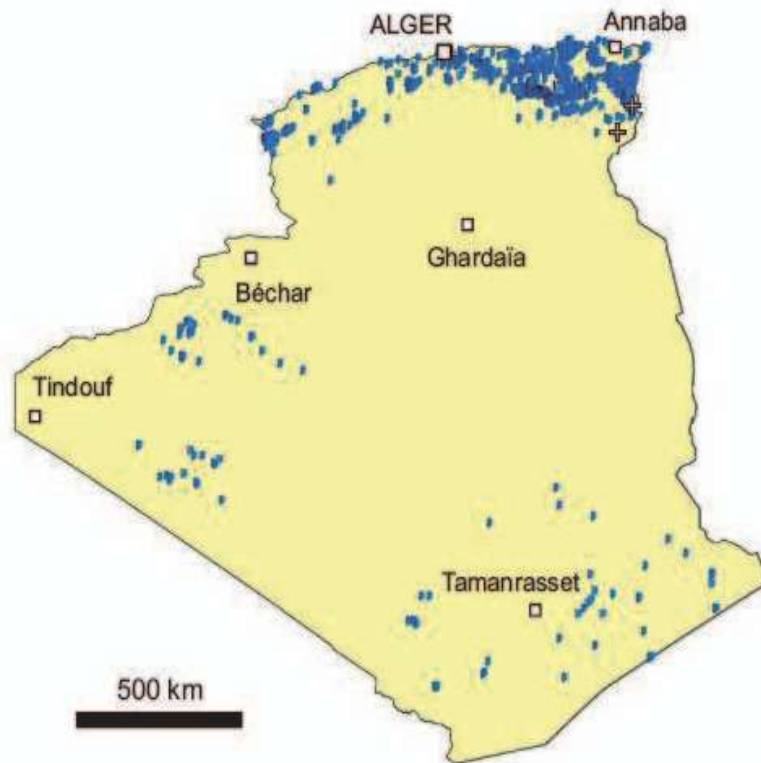 ALGER
Annaba
Ghardaïa
Béchar
Tindouf
Tamanrasset
500 km